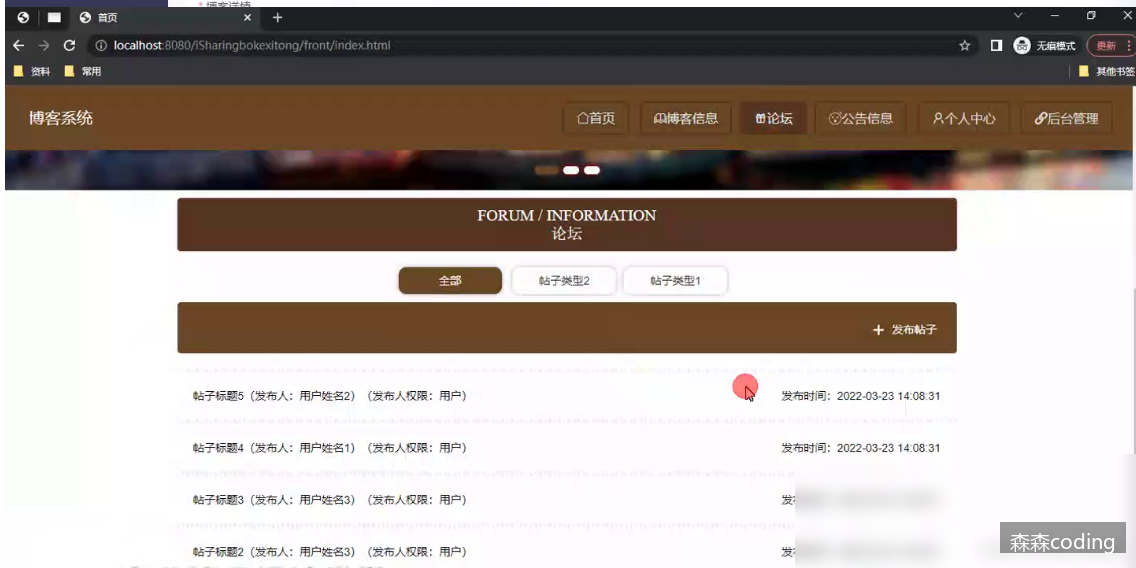 * 博客详情
首页
localhost:8080/iSharingbokexitong/front/index.html
无痕模式
更新
资料
常用
其他书签
博客系统
首页
博客信息
论坛
公告信息
个人中心
后台管理
FORUM / INFORMATION
论坛
全部
帖子类型2
帖子类型1
+ 发布帖子
帖子标题5（发布人：用户姓名2）（发布人权限：用户） 发布时间：2022-03-23 14:08:31
帖子标题4（发布人：用户姓名1）（发布人权限：用户） 发布时间：2022-03-23 14:08:31
帖子标题3（发布人：用户姓名3）（发布人权限：用户） 发
帖子标题2（发布人：用户姓名3）（发布人权限：用户） 发
森森coding